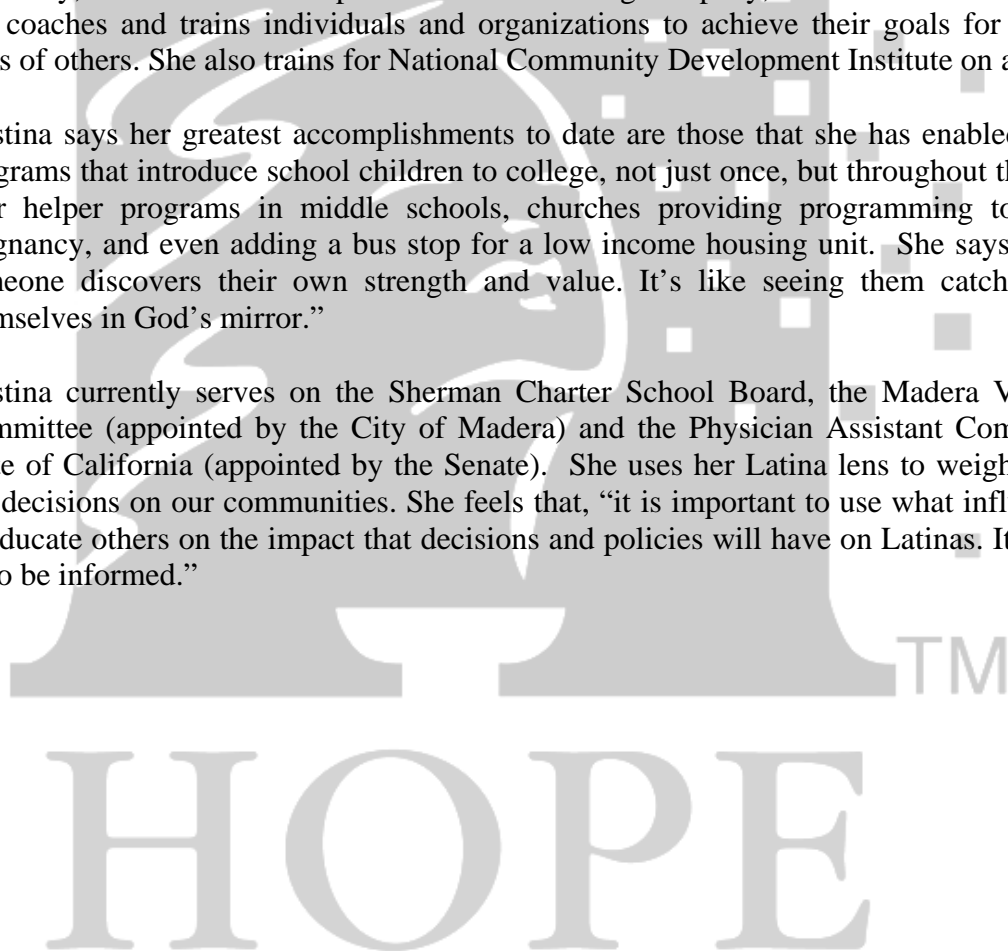 coaches and trains individuals and organizations to achieve their goals for
s of others. She also trains for National Community Development Institute on a
stina says her greatest accomplishments to date are those that she has enabled
grams that introduce school children to college, not just once, but throughout th
r helper programs in middle schools, churches providing programming to
gnancy, and even adding a bus stop for a low income housing unit. She says
neone discovers their own strength and value. It’s like seeing them catch
mselves in God’s mirror.”
stina currently serves on the Sherman Charter School Board, the Madera V
mmittee (appointed by the City of Madera) and the Physician Assistant Com
te of California (appointed by the Senate). She uses her Latina lens to weigh
decisions on our communities. She feels that, “it is important to use what infl
ducate others on the impact that decisions and policies will have on Latinas. It
o be informed.”
TM
HOPE